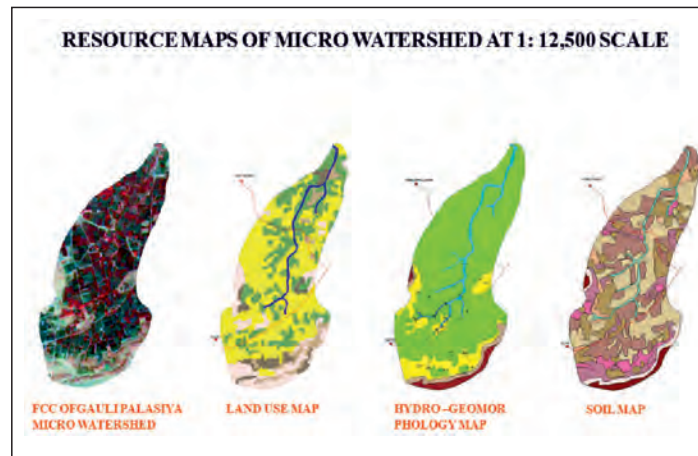 RESOURCE MAPS OF MICRO WATERSHED AT 1: 12,500 SCALE
FCC OFGAULI PALASIYA
MICRO WATERSHED
LAND USE MAP
HYDRO –GEOMOR
PHOLOGY MAP
SOIL MAP